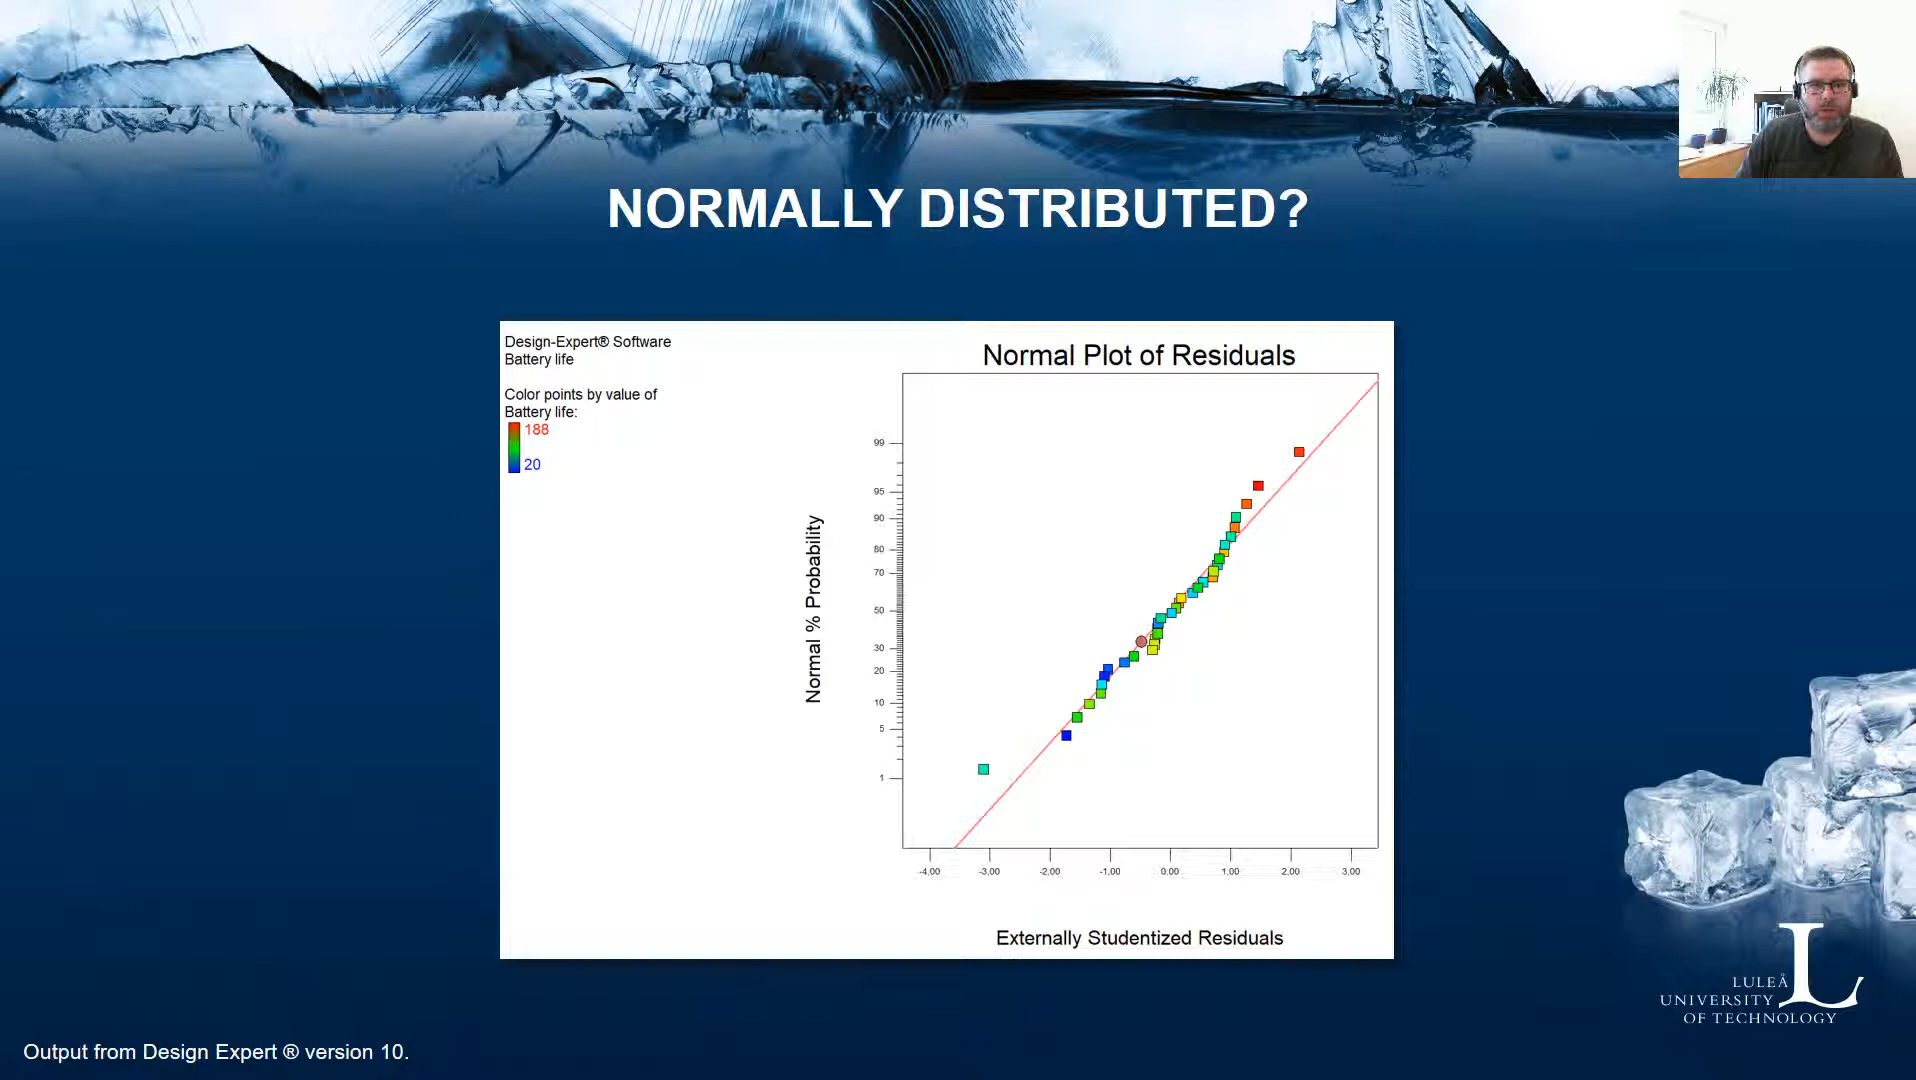 NORMALLY DISTRIBUTED?
Design-Expert® Software
Battery life
Color points by value of
Battery life:
188
20
Normal Plot of Residuals
Normal % Probability
99
95
90
80
70
50
30
20
10
5
1
-4,00 -3,00 -2,00 -1,00 0,00 1,00 2,00 3,00
Externally Studentized Residuals
LULEÅ
UNIVERSITY
OF TECHNOLOGY
L
Output from Design Expert ® version 10.